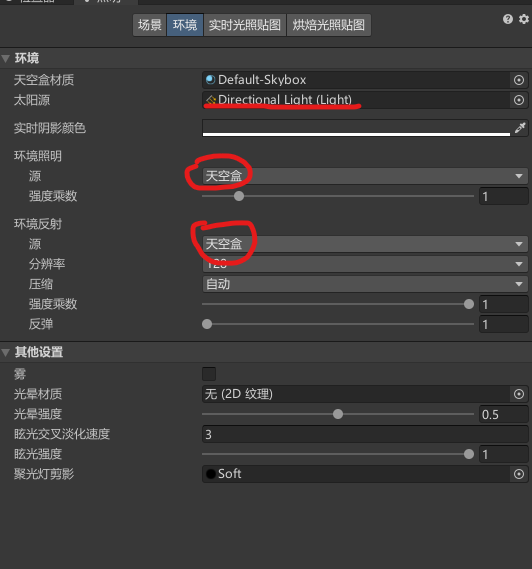 场景 环境 实时光照贴图 烘焙光照贴图
环境
天空盒材质 Default-Skybox
太阳源 Directional Light (Light)
实时阴影颜色
环境照明
源 天空盒
强度乘数 1
环境反射
源 天空盒
分辨率 128
压缩 自动
强度乘数 1
反弹 1
其他设置
雾
光晕材质 无 (2D 纹理)
光晕强度 0.5
眩光交叉淡化速度 3
眩光强度 1
聚光灯剪影 Soft